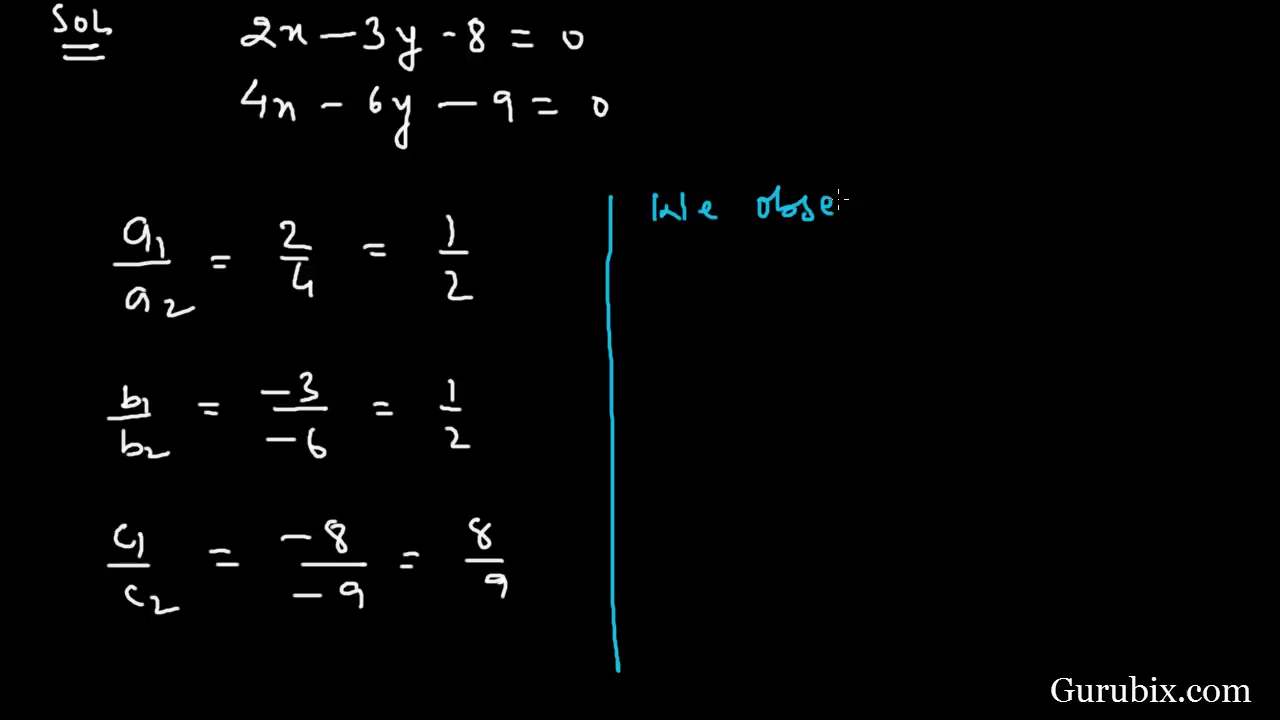 Sol
2x - 3y - 8 = 0
4x - 6y - 9 = 0
a1/a2 = 2/4 = 1/2
b1/b2 = -3/-6 = 1/2
c1/c2 = -8/-9 = 8/9
We obse
Gurubix.com